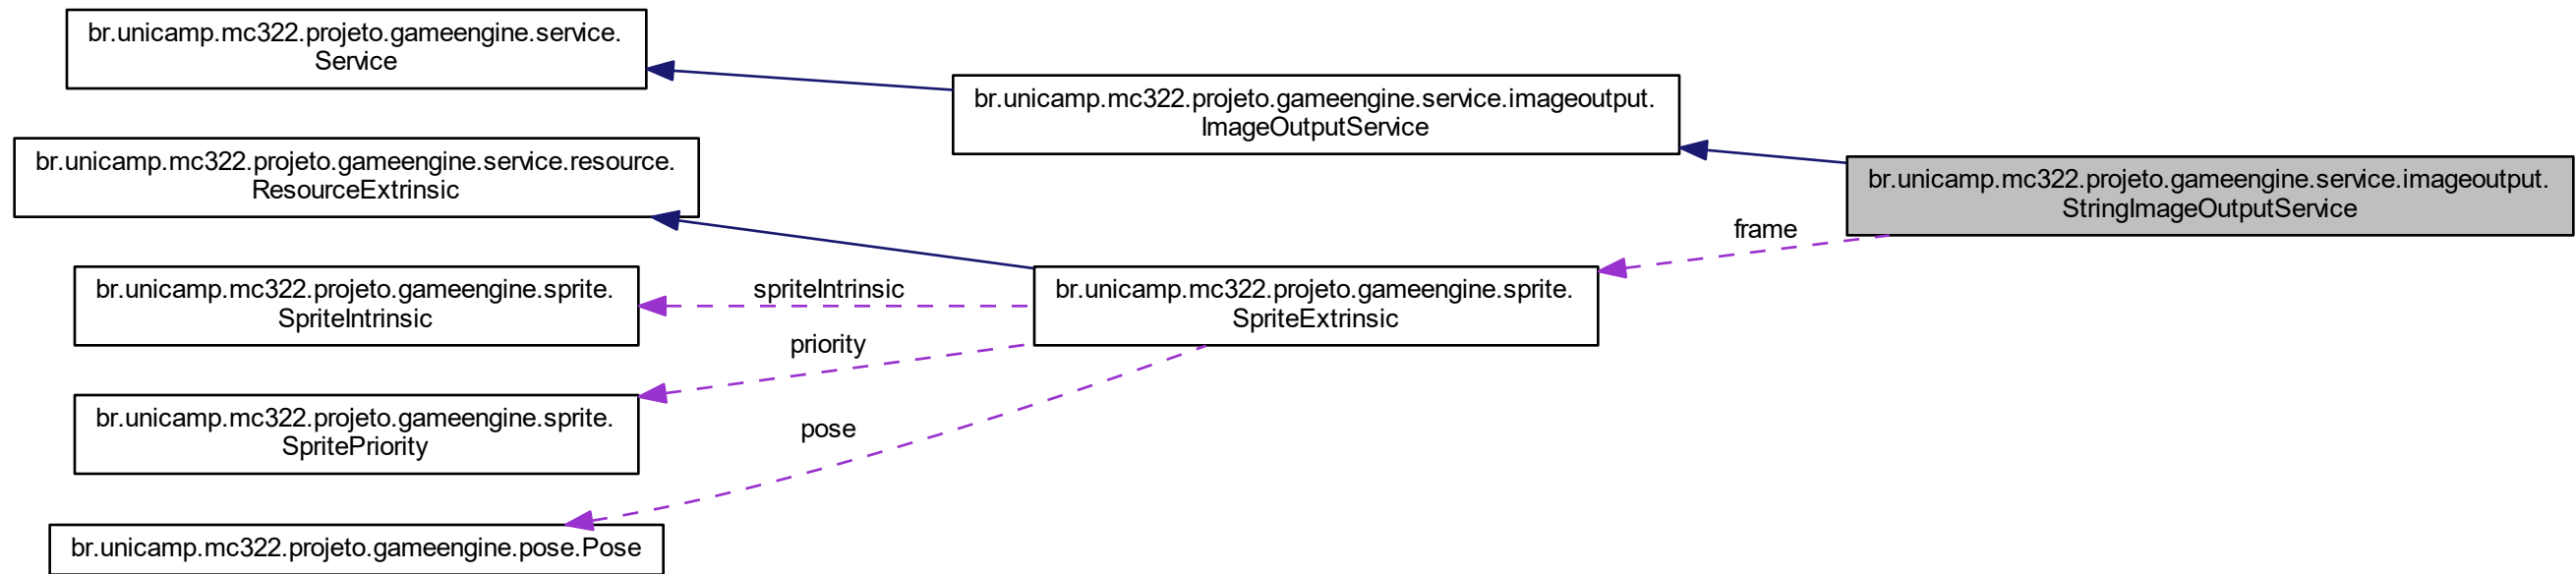 br.unicamp.mc322.projeto.gameengine.service.
Service
br.unicamp.mc322.projeto.gameengine.service.imageoutput.
ImageOutputService
br.unicamp.mc322.projeto.gameengine.service.resource.
ResourceExtrinsic
br.unicamp.mc322.projeto.gameengine.service.imageoutput.
StringImageOutputService
frame
br.unicamp.mc322.projeto.gameengine.sprite.
SpriteIntrinsic
spriteIntrinsic
br.unicamp.mc322.projeto.gameengine.sprite.
SpriteExtrinsic
priority
br.unicamp.mc322.projeto.gameengine.sprite.
SpritePriority
pose
br.unicamp.mc322.projeto.gameengine.pose.Pose